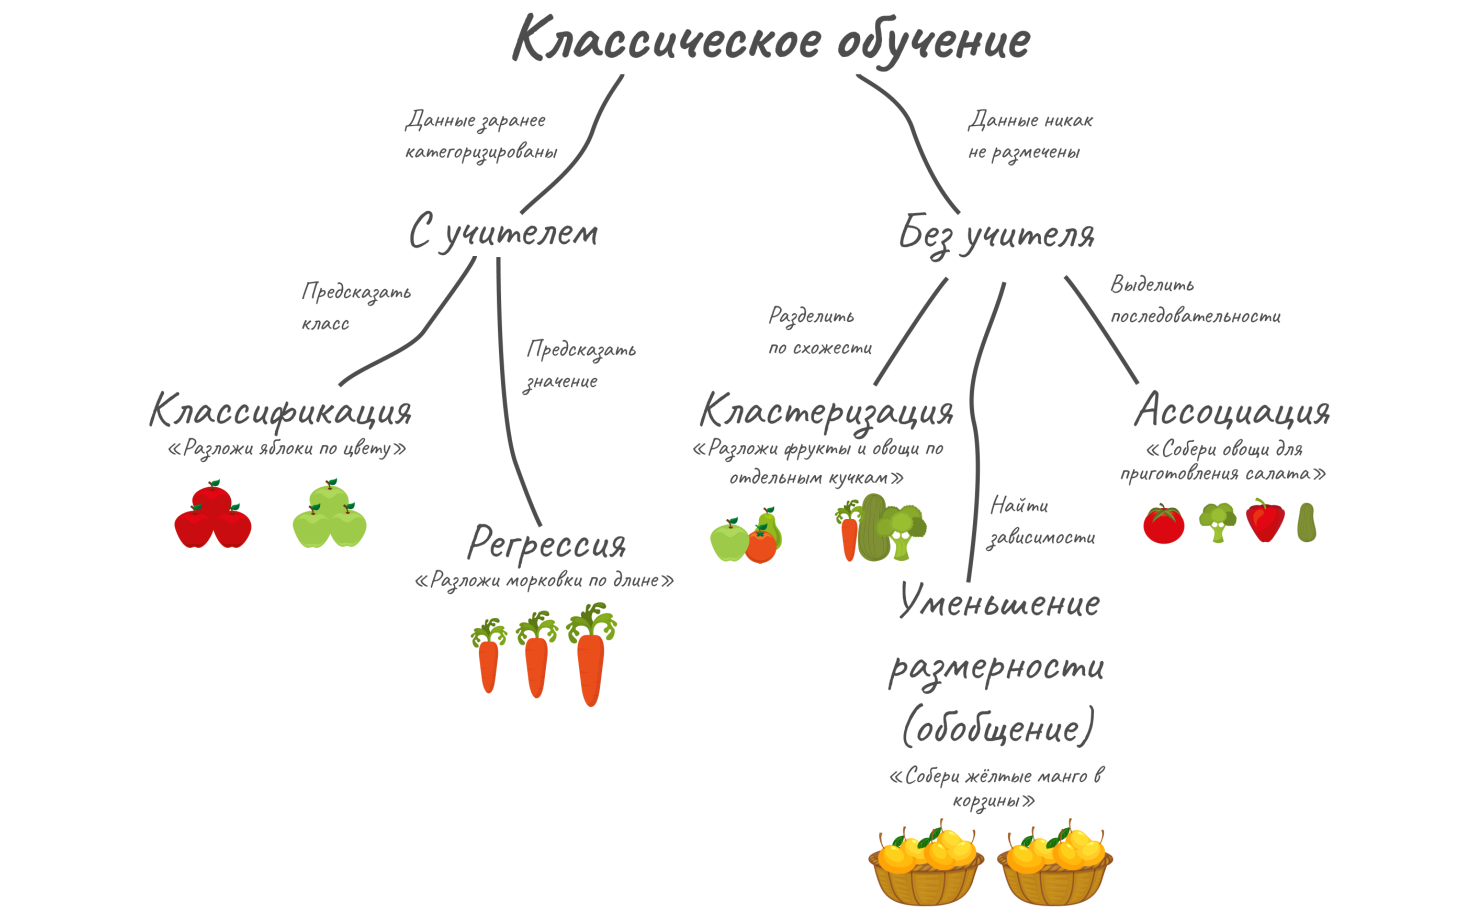 Классическое обучение
Данные заранее
категоризированы
Данные никак
не размечены
С учителем
Без учителя
Предсказать
класс
Предсказать
значение
Разделить
по схожести
Выделить
последовательности
Классификация
«Разложи яблоки по цвету»
Кластеризация
«Разложи фрукты и овощи по
отдельным кучкам»
Ассоциация
«Собери овощи для
приготовления салата»
Найти
зависимости
Регрессия
«Разложи морковки по длине»
Уменьшение
размерности
(обобщение)
«Собери жёлтые манго в
корзины»